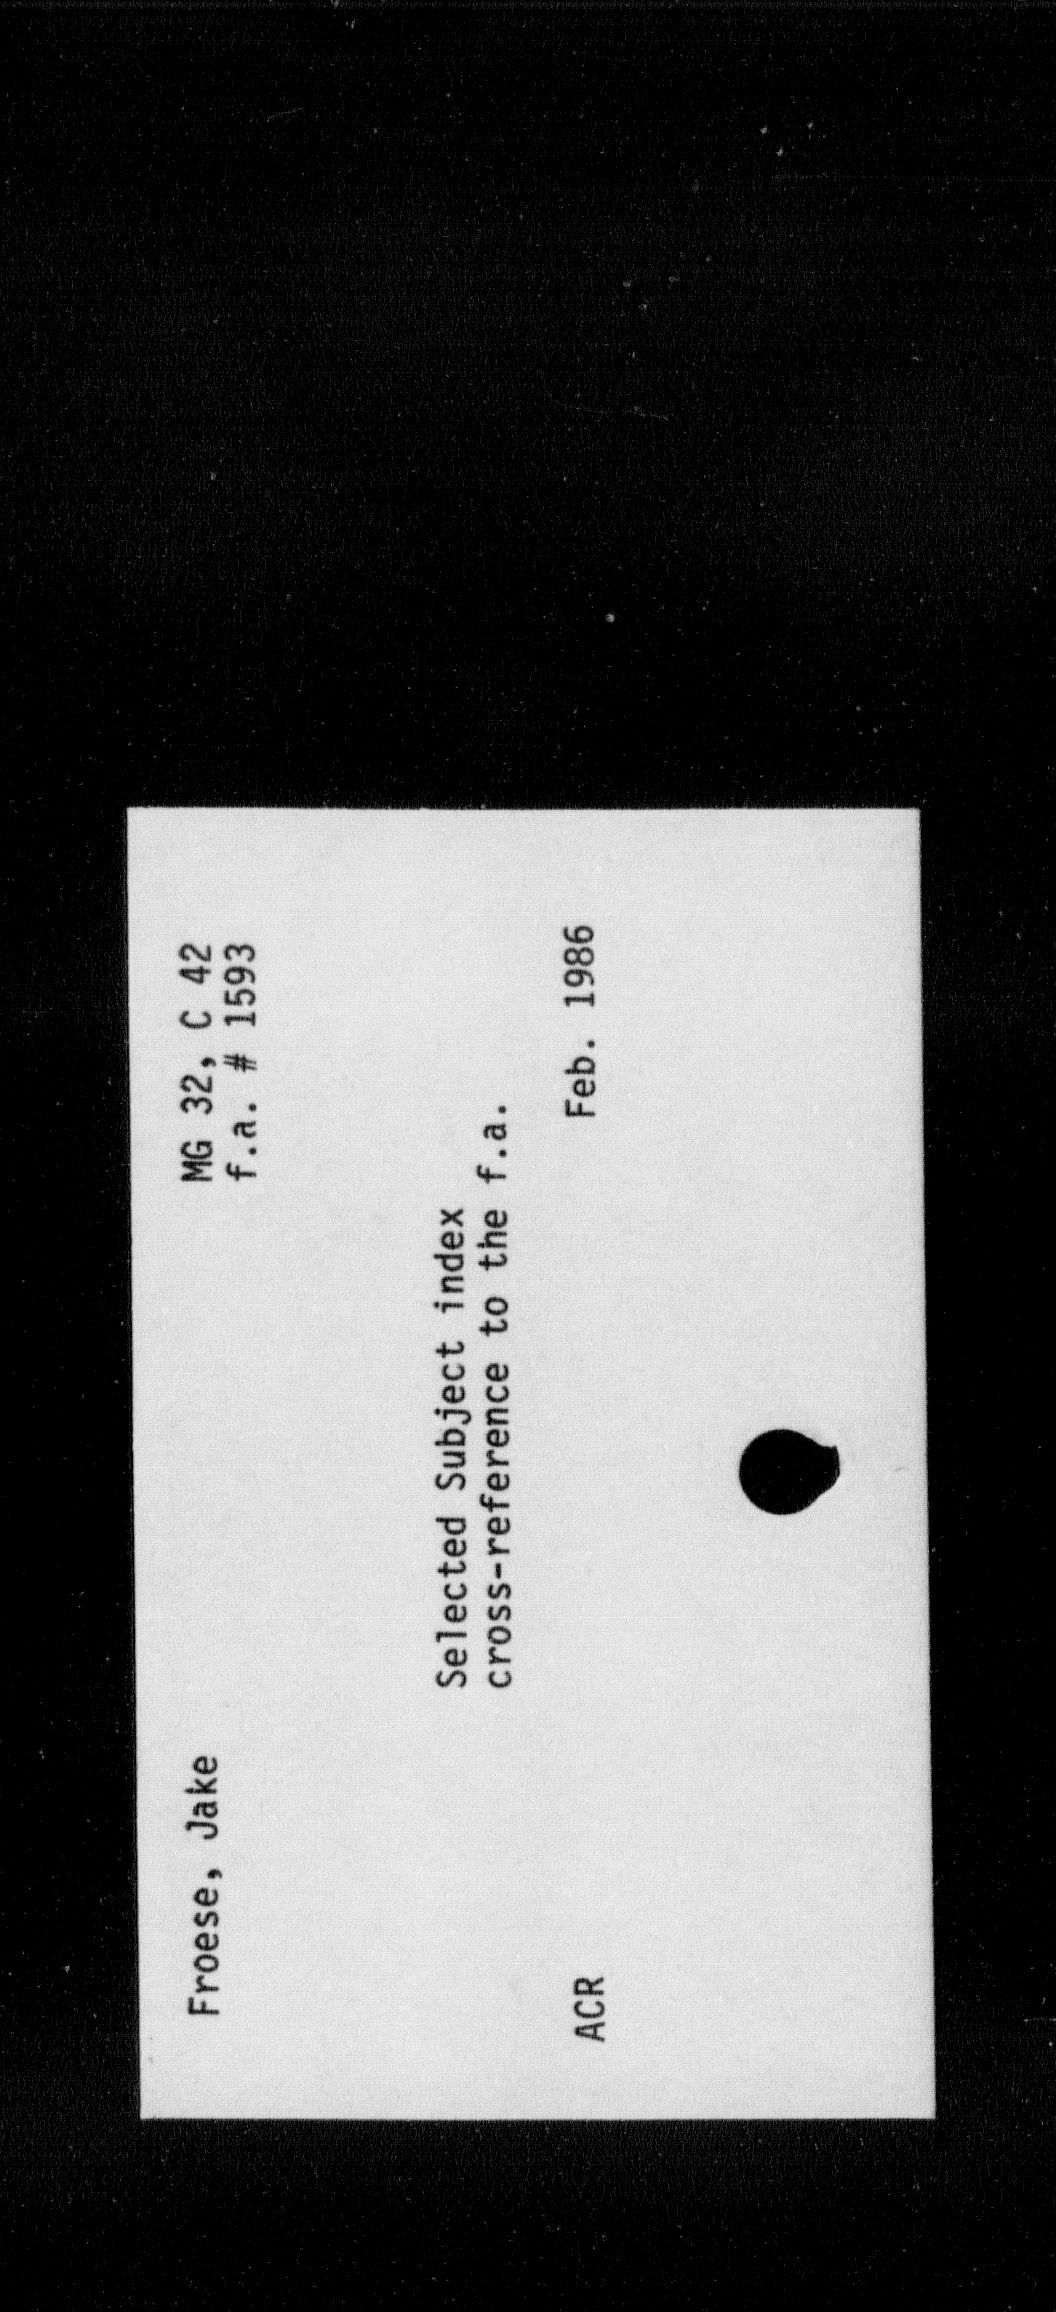 Froese, Jake MG 32, C 42
f.a. # 1593
Selected Subject index
cross-reference to the f.a.
ACR Feb. 1986